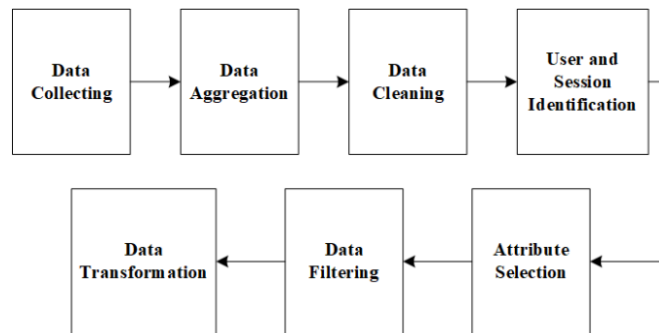 Data
Collecting
Data
Aggregation
Data
Cleaning
User and
Session
Identification
Data
Transformation
Data
Filtering
Attribute
Selection